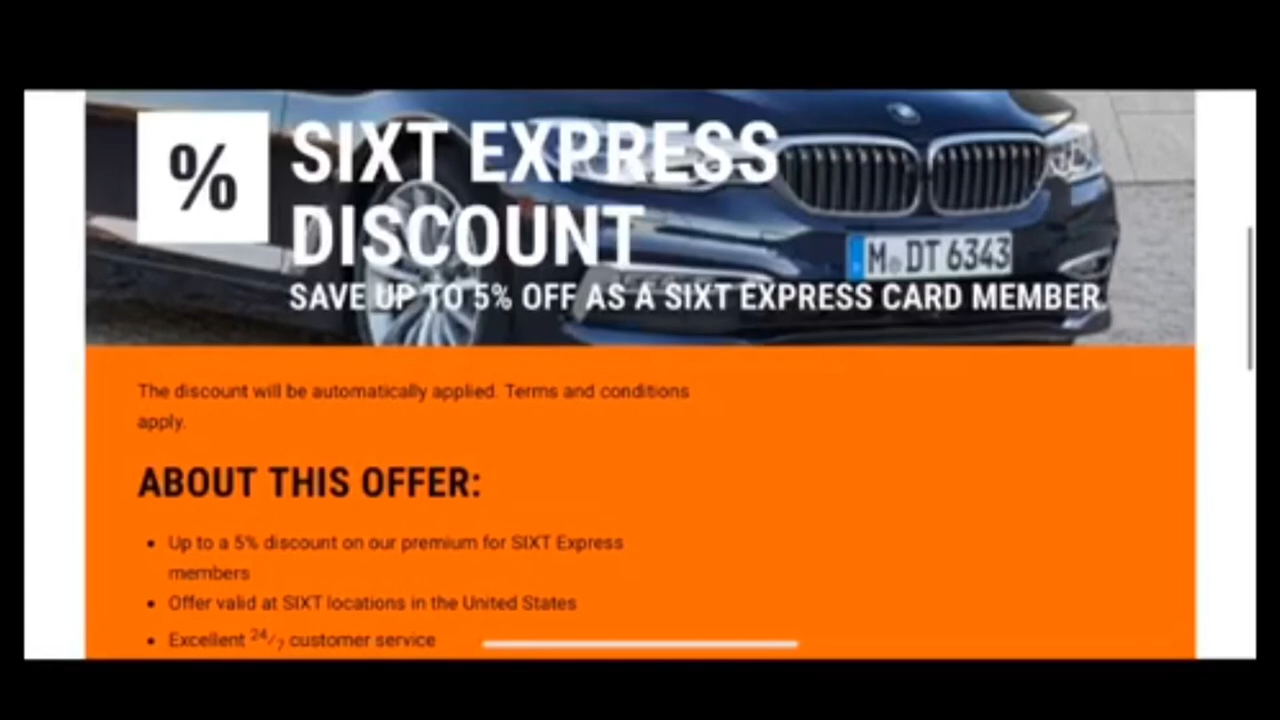 %
SIXT EXPRESS
DISCOUNT
M DT 6343
SAVE UP TO 5% OFF AS A SIXT EXPRESS CARD MEMBER
The discount will be automatically applied. Terms and conditions
apply.
ABOUT THIS OFFER:
• Up to a 5% discount on our premium for SIXT Express
members
• Offer valid at SIXT locations in the United States
• Excellent 24/7 customer service